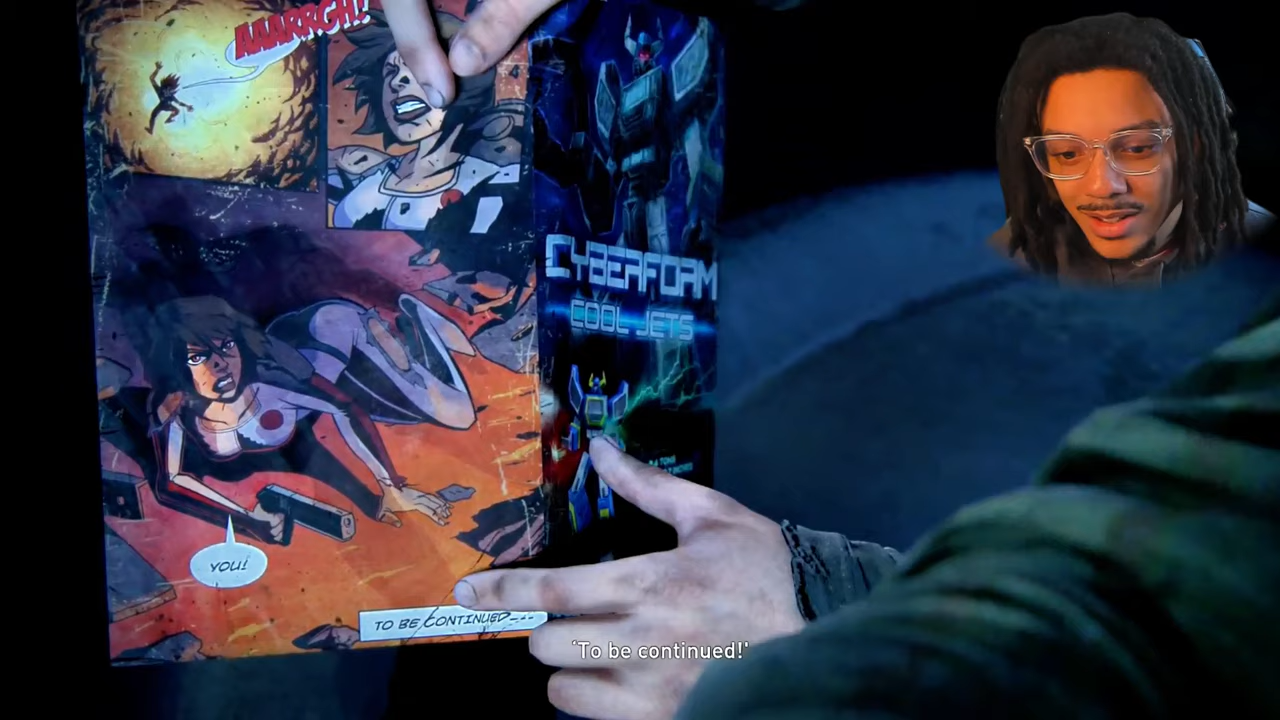 AAARRGH!
CYBERFORM
COOL JETS
YOU!
TO BE CONTINUED---
'To be continued!'